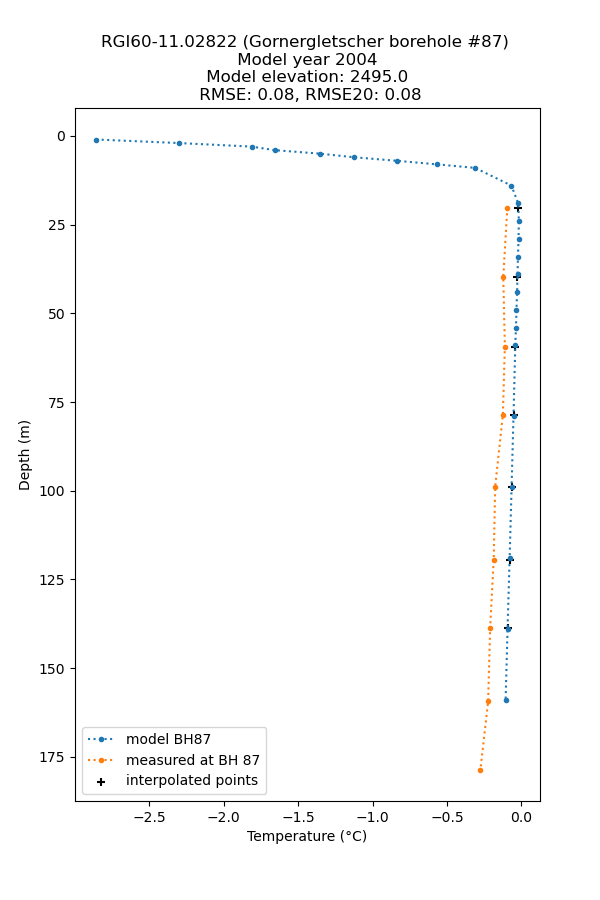 RGI60-11.02822 (Gornergletscher borehole #87)
Model year 2004
Model elevation: 2495.0
RMSE: 0.08, RMSE20: 0.08
0
25
50
75
100
125
150
175
Depth (m)
model BH87
measured at BH 87
interpolated points
−2.5 −2.0 −1.5 −1.0 −0.5 0.0
Temperature (°C)